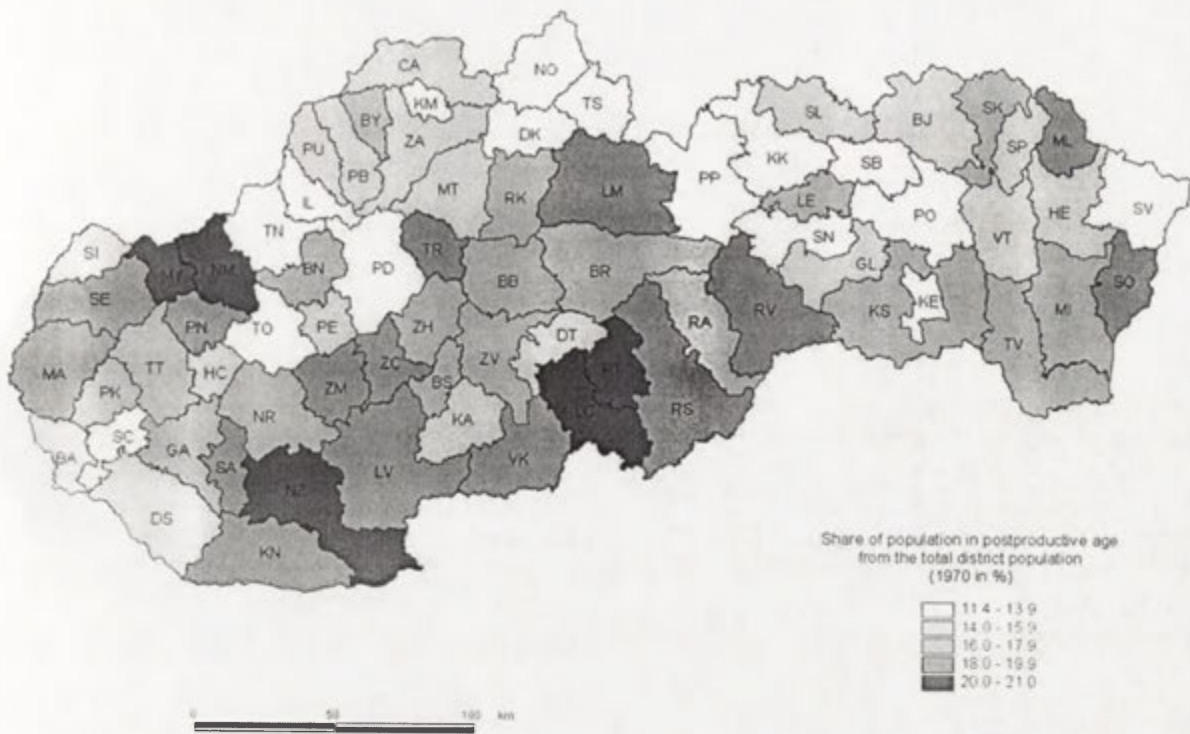 CA
NO
KM
TS
BY
DK
SL
SK
PU
ZA
BJ
SP
ML
PB
KK
SB
MT
PP
RK
LM
IL
LE
PO
HE
SV
TN
SN
SI
NM
BN
PD
TR
BB
BR
GL
VT
SO
SE
PN
TO
PE
ZH
DT
RA
RV
KS
KE
MI
MA
TT
HC
ZM
ZC
BS
ZV
TV
PK
NR
KA
LC
RS
SC
GA
BA
SA
LV
VK
NZ
DS
KN
Share of population in postproductive age
from the total district population
(1970 in %)
11.4 - 13.9
14.0 - 15.9
16.0 - 17.9
18.0 - 19.9
20.0 - 21.0
0 50 100 km